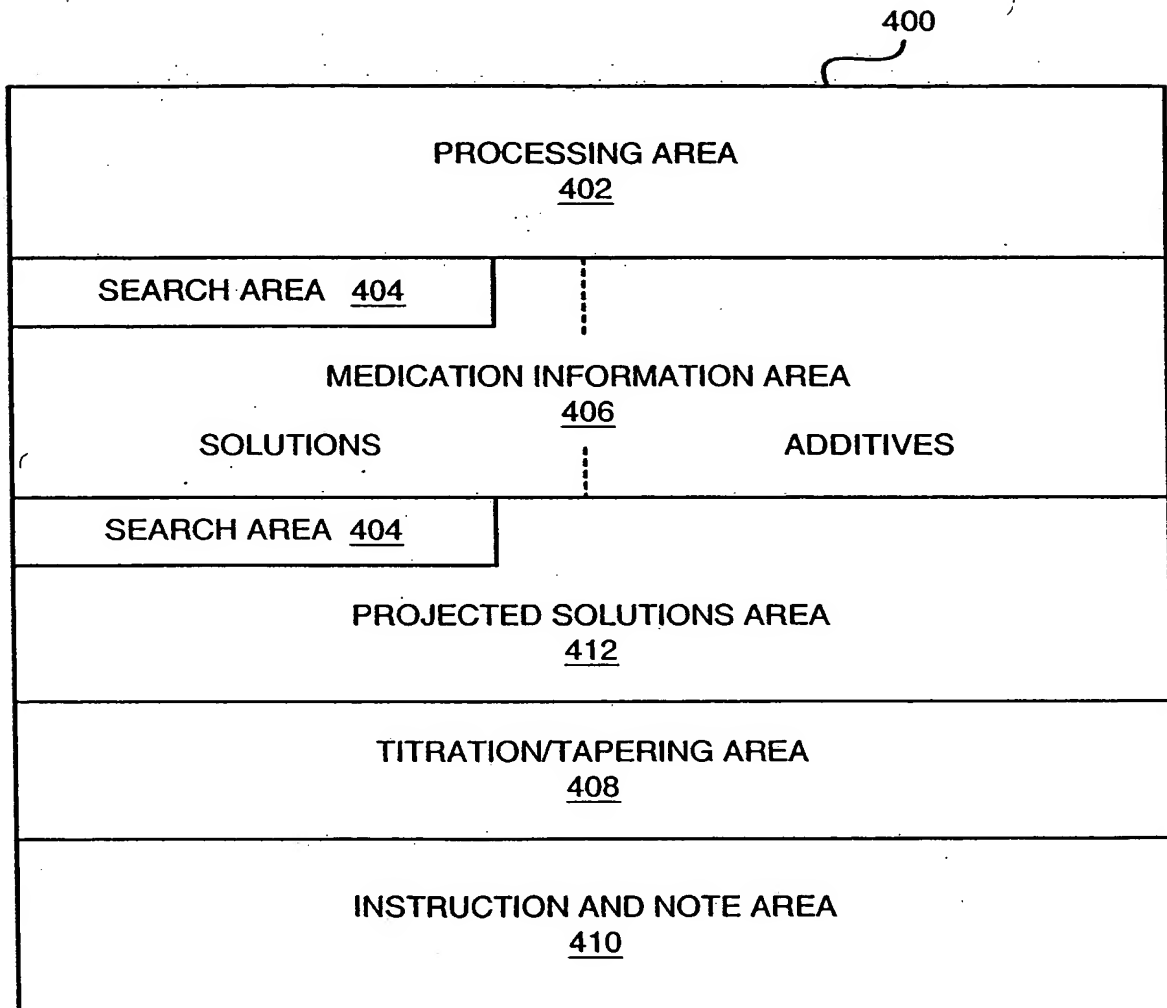 400
PROCESSING AREA
402
SEARCH AREA 404
MEDICATION INFORMATION AREA
406
SOLUTIONS ADDITIVES
SEARCH AREA 404
PROJECTED SOLUTIONS AREA
412
TITRATION/TAPERING AREA
408
INSTRUCTION AND NOTE AREA
410